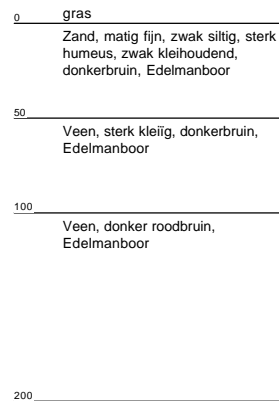 0 gras
Zand, matig fijn, zwak siltig, sterk
humeus, zwak kleihoudend,
donkerbruin, Edelmanboor
50
Veen, sterk kleiïg, donkerbruin,
Edelmanboor
100
Veen, donker roodbruin,
Edelmanboor
200